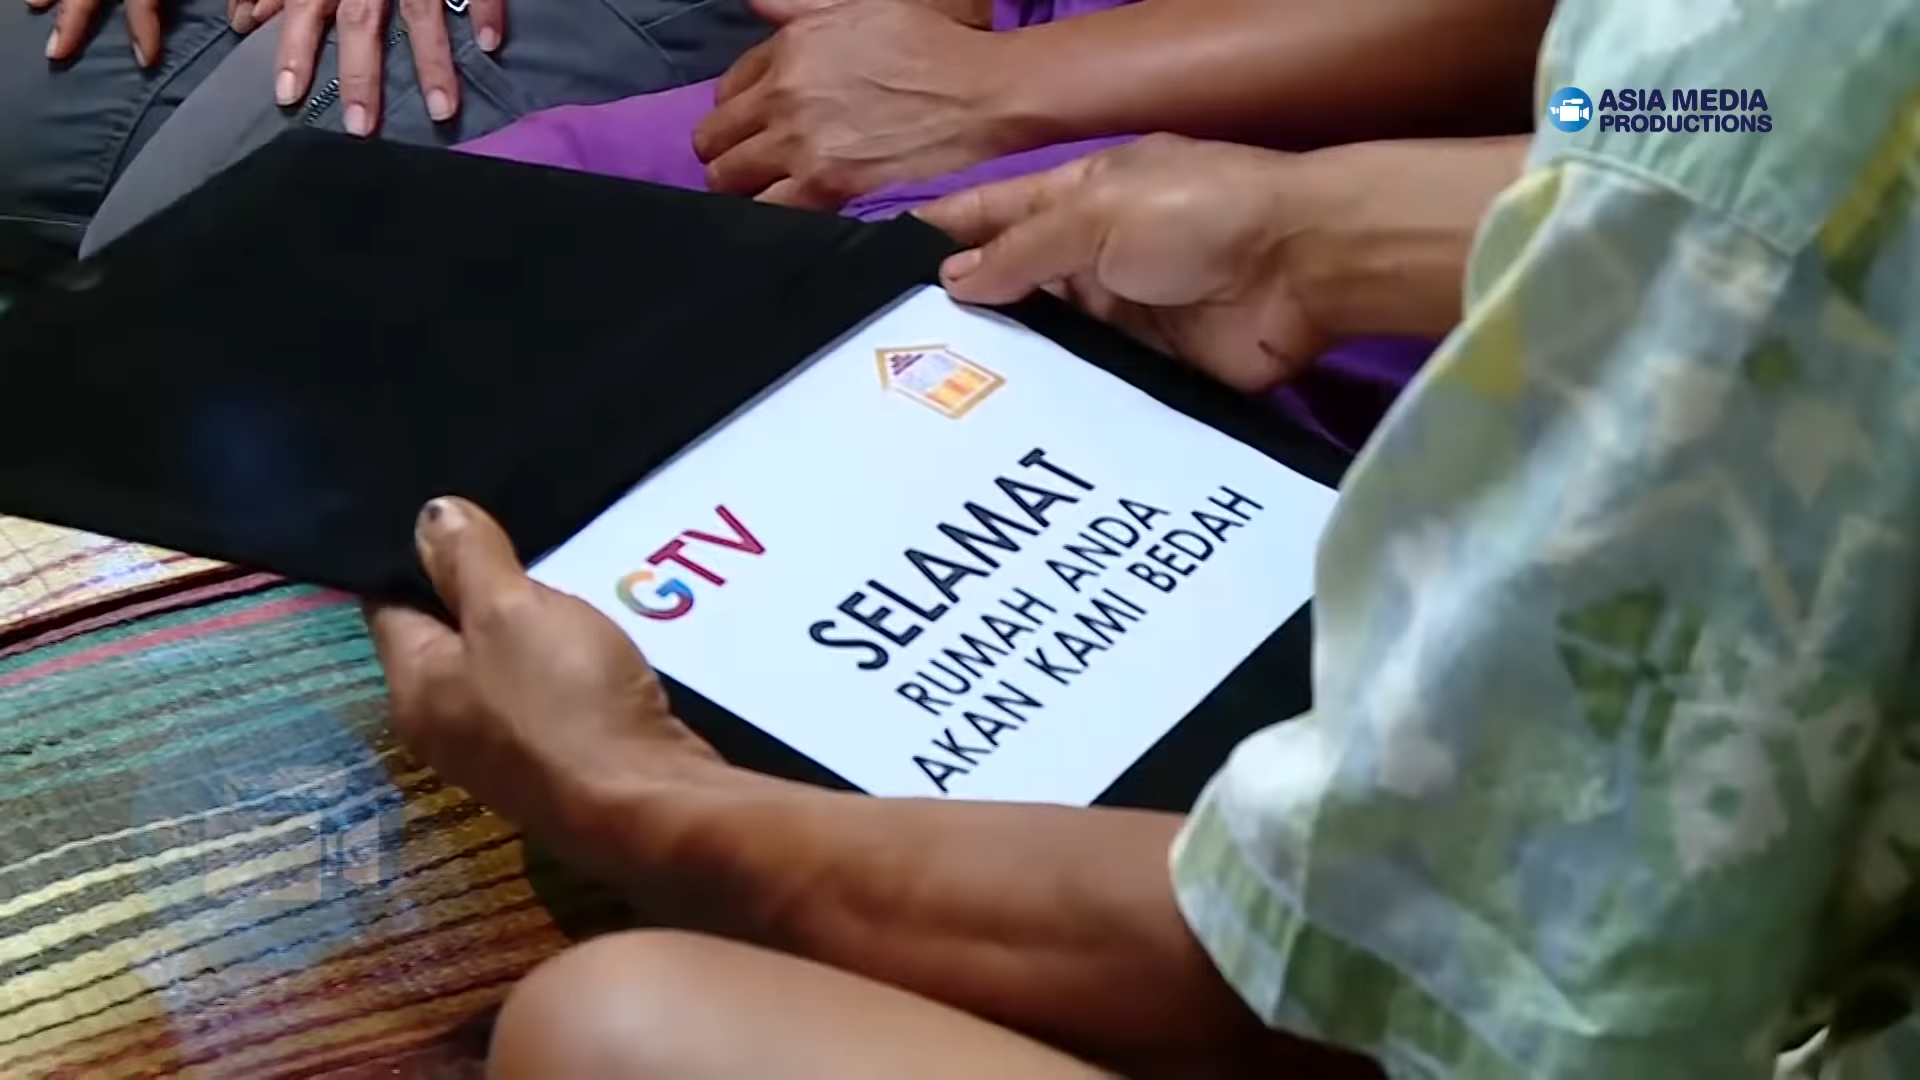 ASIA MEDIA
PRODUCTIONS
GTV
SELAMAT
RUMAH ANDA
AKAN KAMI BEDAH